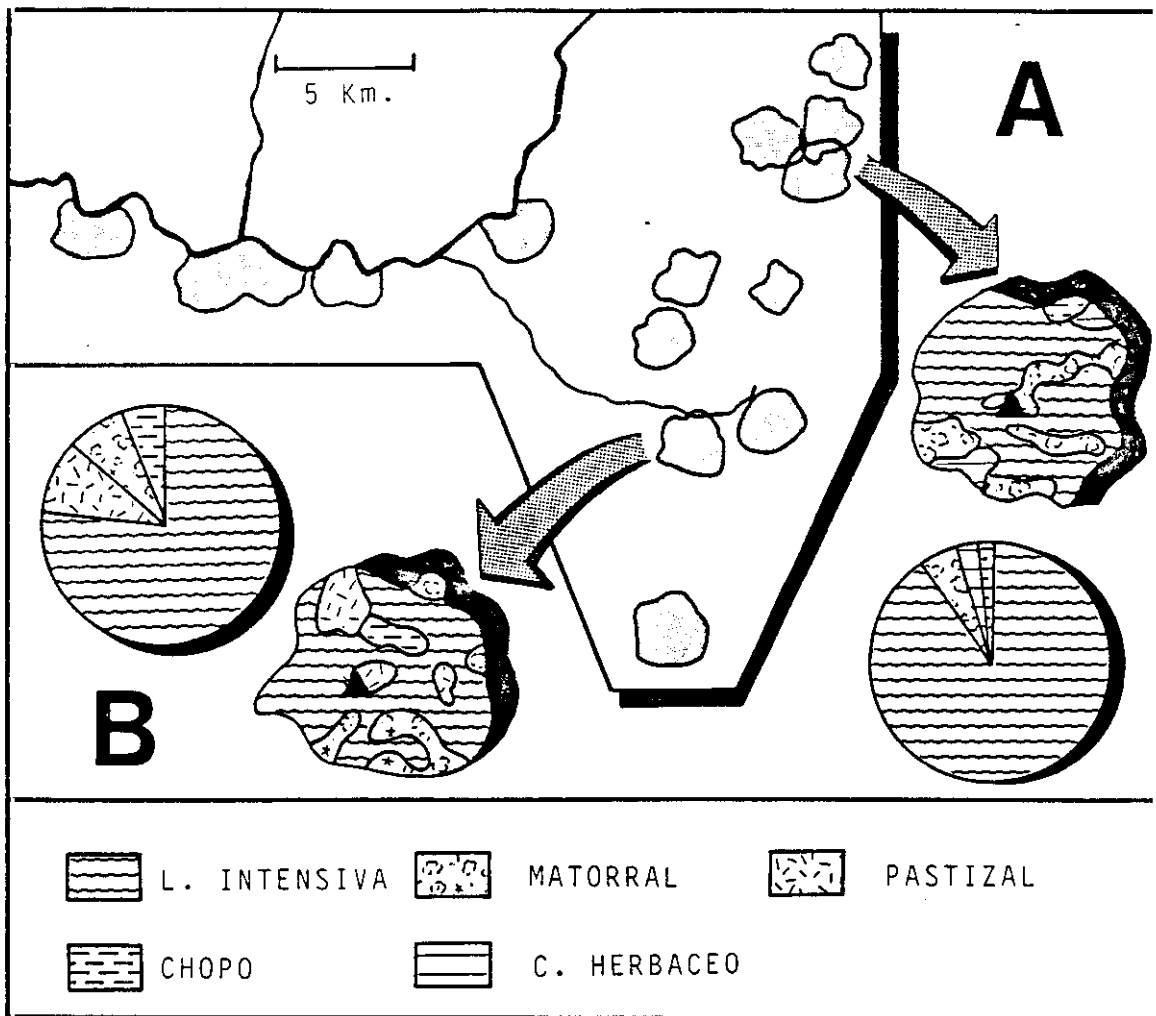 5 Km.
A
B
L. INTENSIVA
MATORRAL
PASTIZAL
CHOPO
C. HERBACEO